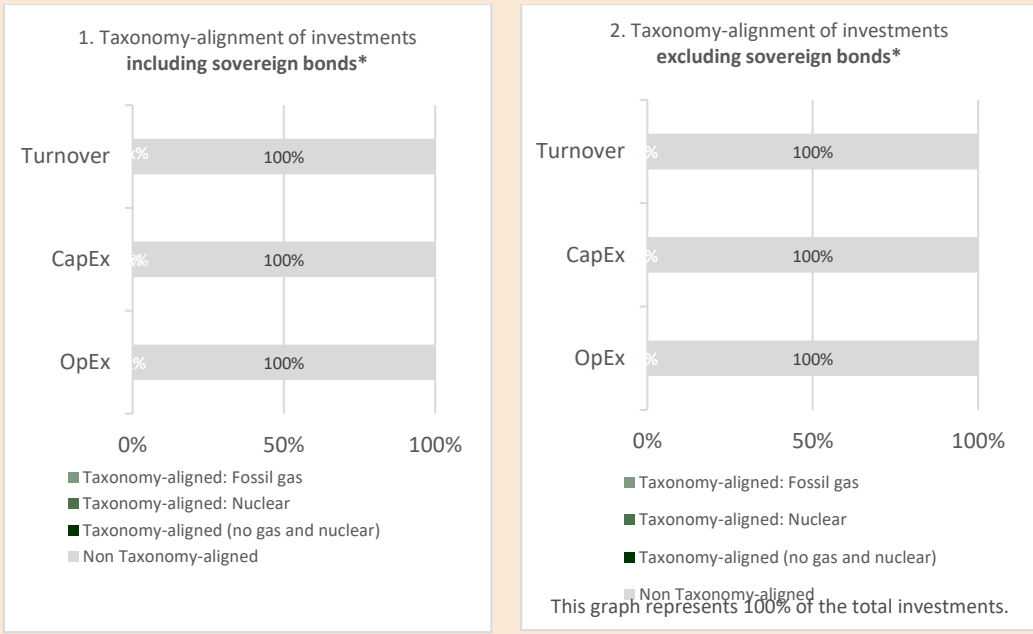 1. Taxonomy-alignment of investments
including sovereign bonds*
Turnover
100%
CapEx
100%
OpEx
100%
0% 50% 100%
Taxonomy-aligned: Fossil gas
Taxonomy-aligned: Nuclear
Taxonomy-aligned (no gas and nuclear)
Non Taxonomy-aligned
2. Taxonomy-alignment of investments
excluding sovereign bonds*
Turnover
100%
CapEx
100%
OpEx
100%
0% 50% 100%
Taxonomy-aligned: Fossil gas
Taxonomy-aligned: Nuclear
Taxonomy-aligned (no gas and nuclear)
Non Taxonomy-aligned
This graph represents 100% of the total investments.